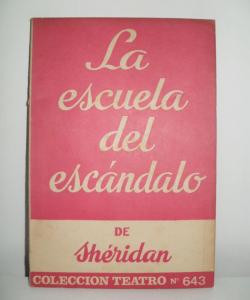 La
escuela
del
escándalo
DE
Shéridan
COLECCION TEATRO Nº 643